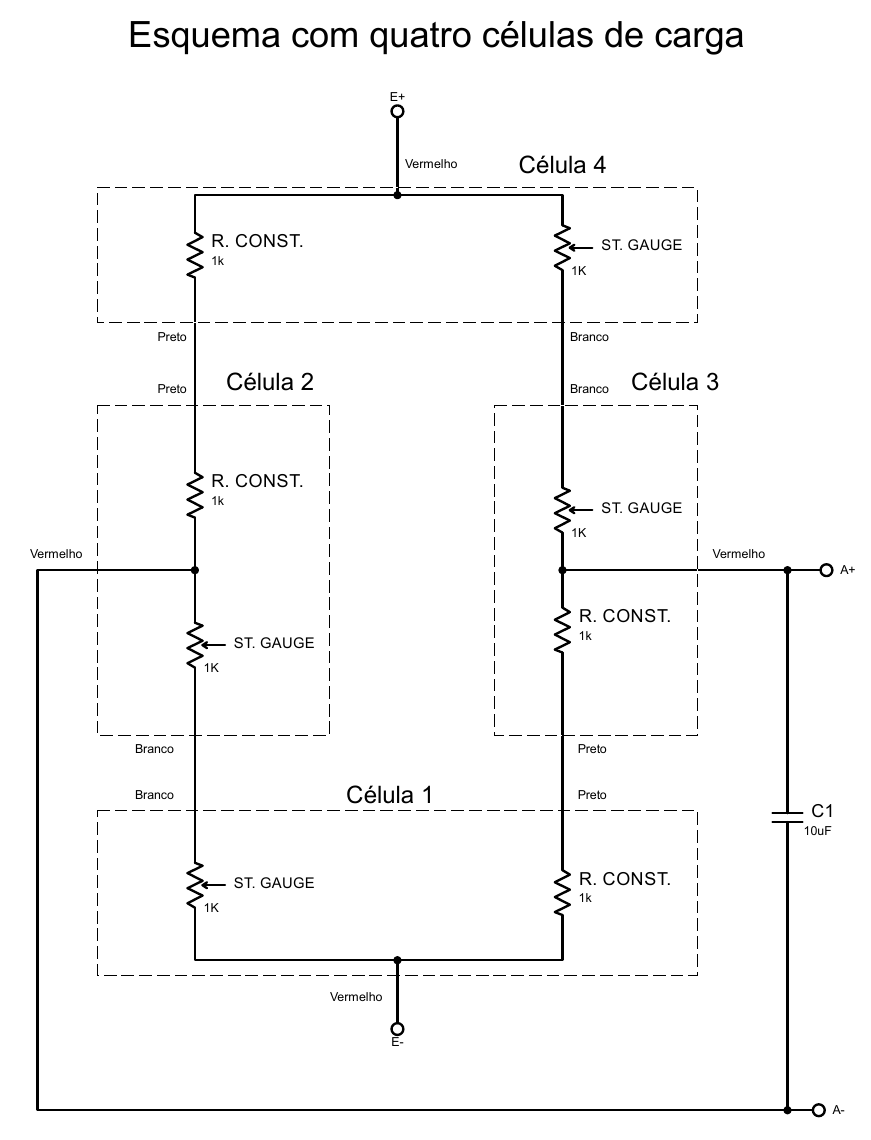 Esquema com quatro células de carga
E+
Vermelho
Célula 4
R. CONST.
1k
ST. GAUGE
1K
Preto
Branco
Preto
Célula 2
Branco
Célula 3
R. CONST.
1k
ST. GAUGE
1K
Vermelho
Vermelho
A+
R. CONST.
1k
ST. GAUGE
1K
Branco
Preto
Branco
Célula 1
Preto
C1
10uF
ST. GAUGE
1K
R. CONST.
1k
Vermelho
E-
A-